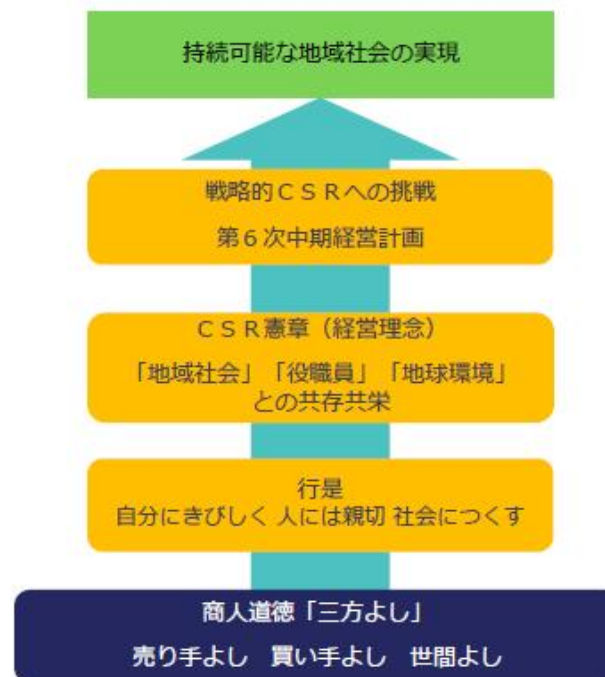 持続可能な地域社会の実現
戦略的ＣＳＲへの挑戦
第６次中期経営計画
ＣＳＲ憲章（経営理念）
「地域社会」「役職員」「地球環境」
との共存共栄
行是
自分にきびしく 人には親切 社会につくす
商人道徳「三方よし」
売り手よし　買い手よし　世間よし